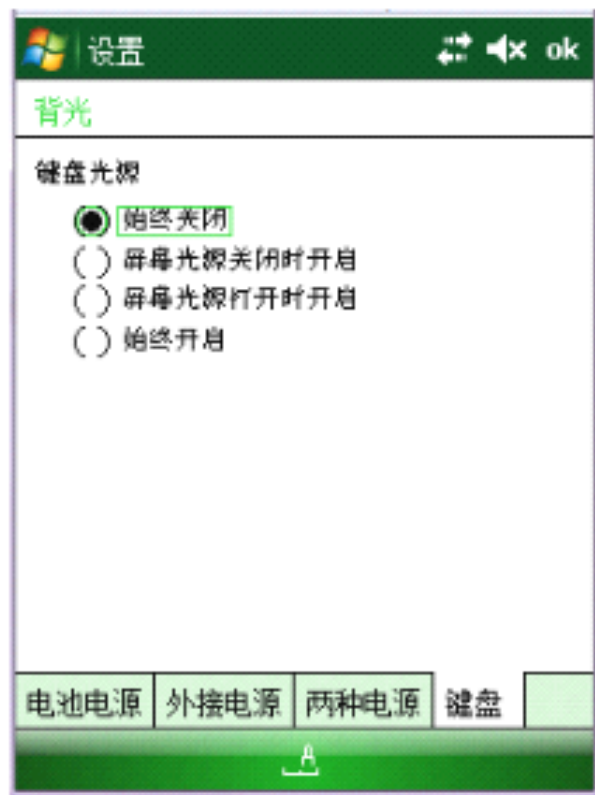 设置 ok
背光
键盘光源
始终关闭
屏幕光源关闭时开启
屏幕光源打开时开启
始终开启
电池电源 外接电源 两种电源 键盘
A